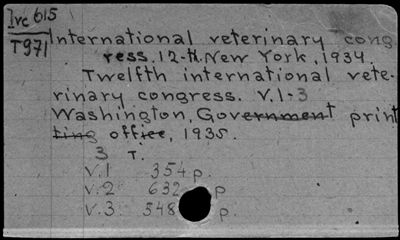 Ivc 615
T971 International veterinary cong
ress. 12-th. New York, 1934
Twelfth international vete-
rinary congress. V.1-3
Washington, Government print
ting office, 1935.
3 T.
V.1 354 p.
V.2 632 p
V.3 548 p.